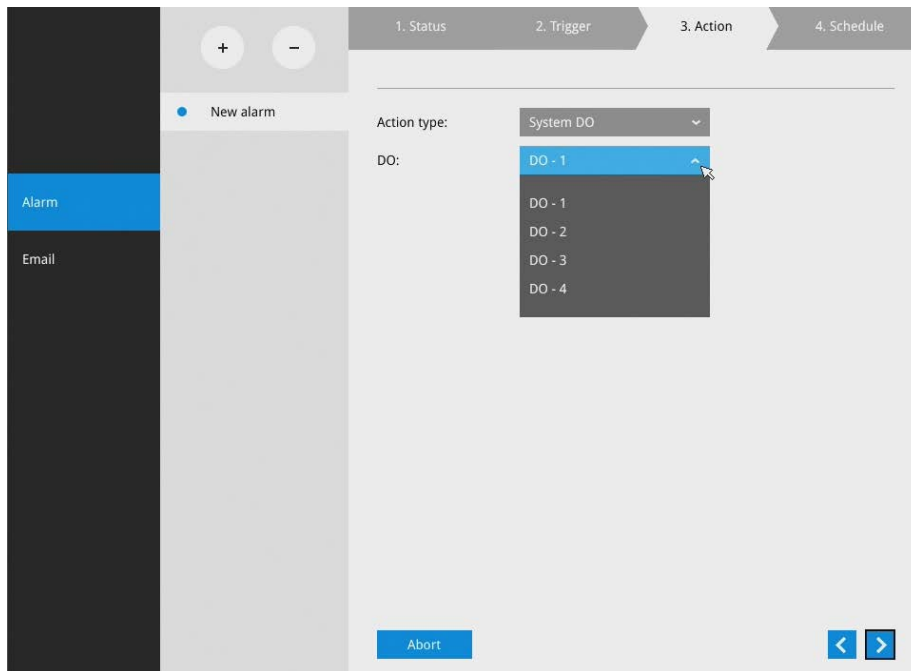 1. Status 2. Trigger 3. Action 4. Schedule
+ -
New alarm
Alarm
Email
Action type: System DO
DO: DO - 1
DO - 1
DO - 2
DO - 3
DO - 4
Abort
< >